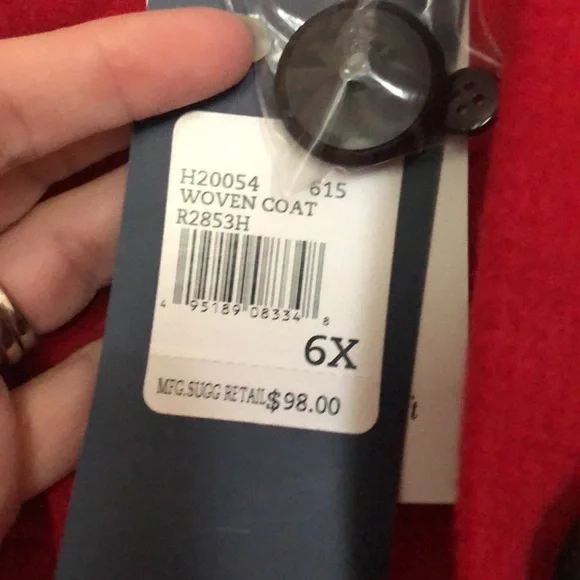 H20054 615
WOVEN COAT
R2853H
4 95189 08334 8
6X
MFG.SUGG RETAIL $98.00